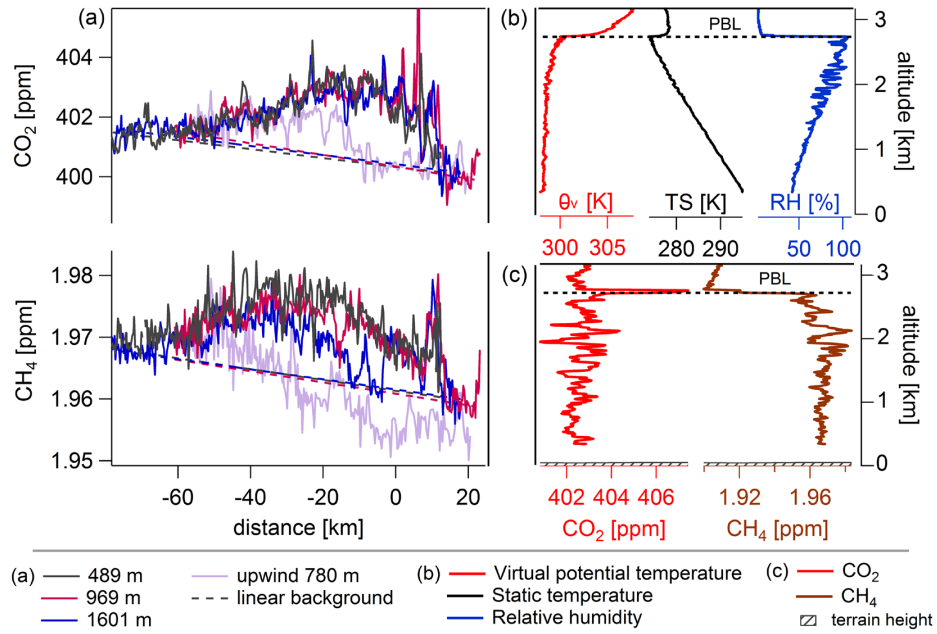 (a)
404
402
400
CO2 [ppm]
1.98
1.97
1.96
1.95
CH4 [ppm]
-60 -40 -20 0 20
distance [km]
(b)
PBL
3
2
1
0
altitude [km]
θv [K] TS [K] RH [%]
300 305 280 290 50 100
(c)
PBL
3
2
1
0
altitude [km]
402 404 406 1.92 1.96
CO2 [ppm] CH4 [ppm]
(a) 489 m upwind 780 m
969 m linear background
1601 m
(b) Virtual potential temperature
Static temperature
Relative humidity
(c) CO2
CH4
terrain height